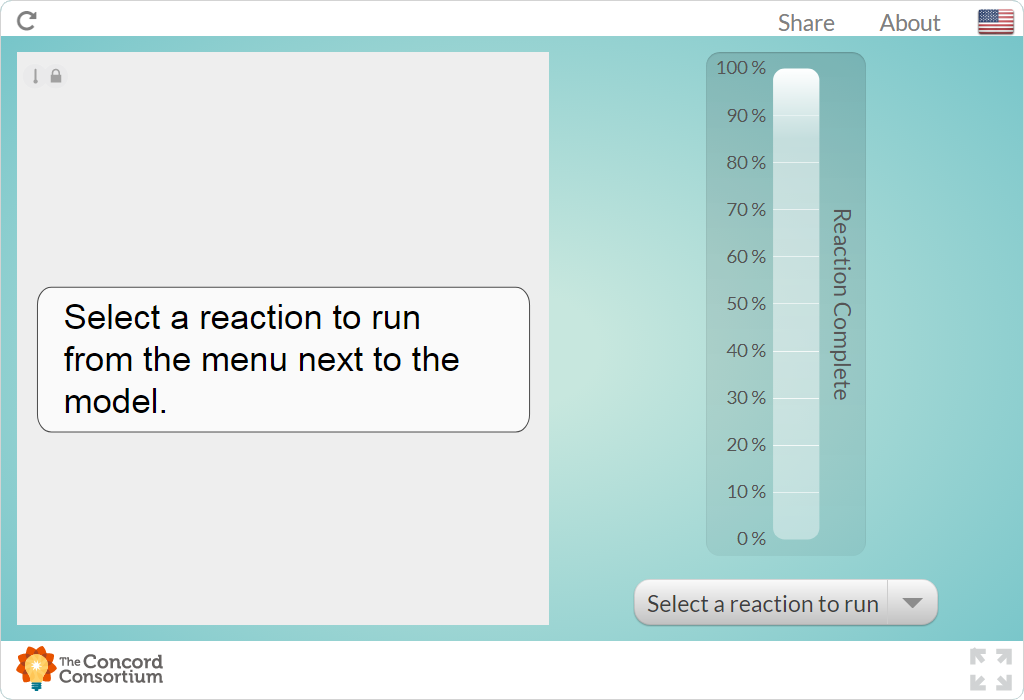 Share
About
Select a reaction to run
from the menu next to the
model.
100 %
90 %
80 %
70 %
60 %
50 %
40 %
30 %
20 %
10 %
0 %
Reaction Complete
Select a reaction to run
The Concord
Consortium